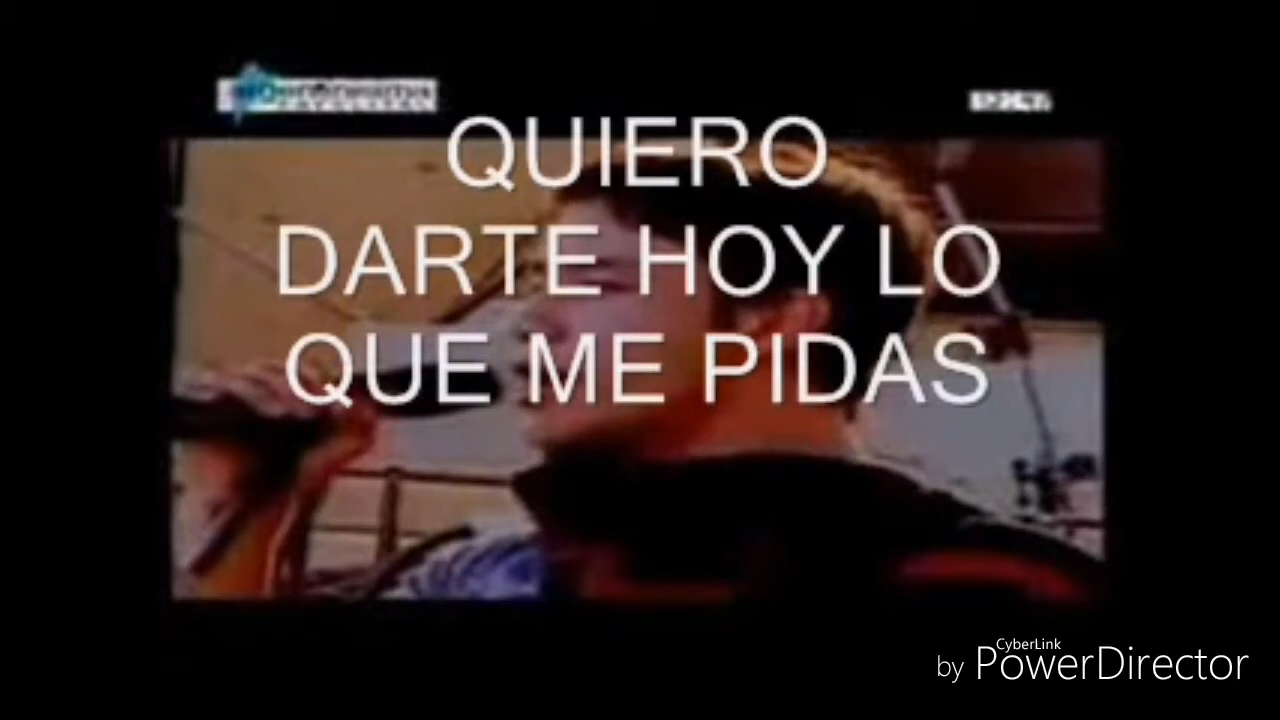 QUIERO
DARTE HOY LO
QUE ME PIDAS
CyberLink
by PowerDirector